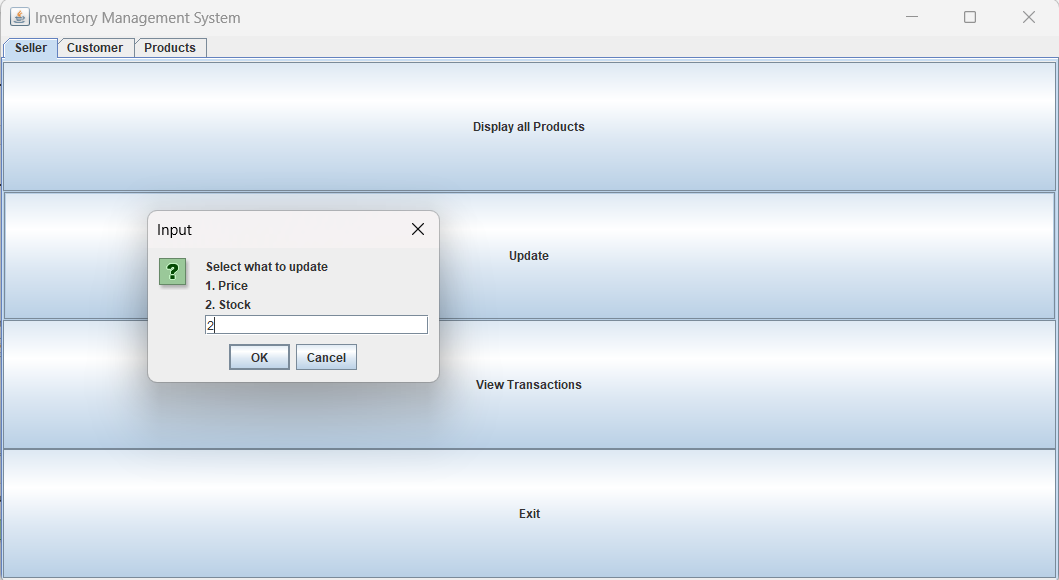 Inventory Management System
Seller Customer Products
Display all Products
Input
Select what to update
1. Price
2. Stock
2
OK Cancel
Update
View Transactions
Exit